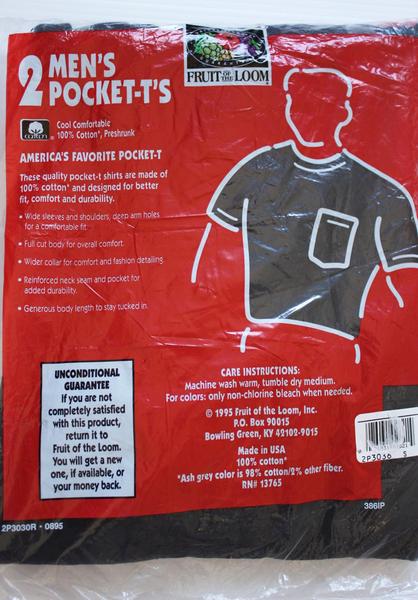 2 MEN'S
POCKET-T'S
FRUIT OF THE LOOM
COTTON
Cool Comfortable
100% Cotton*, Preshrunk
AMERICA'S FAVORITE POCKET-T
These quality pocket-t shirts are made of
100% cotton* and designed for better
fit, comfort and durability.
• Wide sleeves and shoulders, deep arm holes
for a comfortable fit.
• Full cut body for overall comfort.
• Wider collar for comfort and fashion detailing.
• Reinforced neck seam and pocket for
added durability.
• Generous body length to stay tucked in.
UNCONDITIONAL
GUARANTEE
If you are not
completely satisfied
with this product,
return it to
Fruit of the Loom.
You will get a new
one, if available, or
your money back.
CARE INSTRUCTIONS:
Machine wash warm, tumble dry medium.
For colors: only non-chlorine bleach when needed.
© 1995 Fruit of the Loom, Inc.
P.O. Box 90015
Bowling Green, KY 42102-9015
Made in USA
100% cotton*
*Ash grey color is 98% cotton/2% other fiber.
RN# 13765
2P3036 S
386IP
2P3030R • 0895